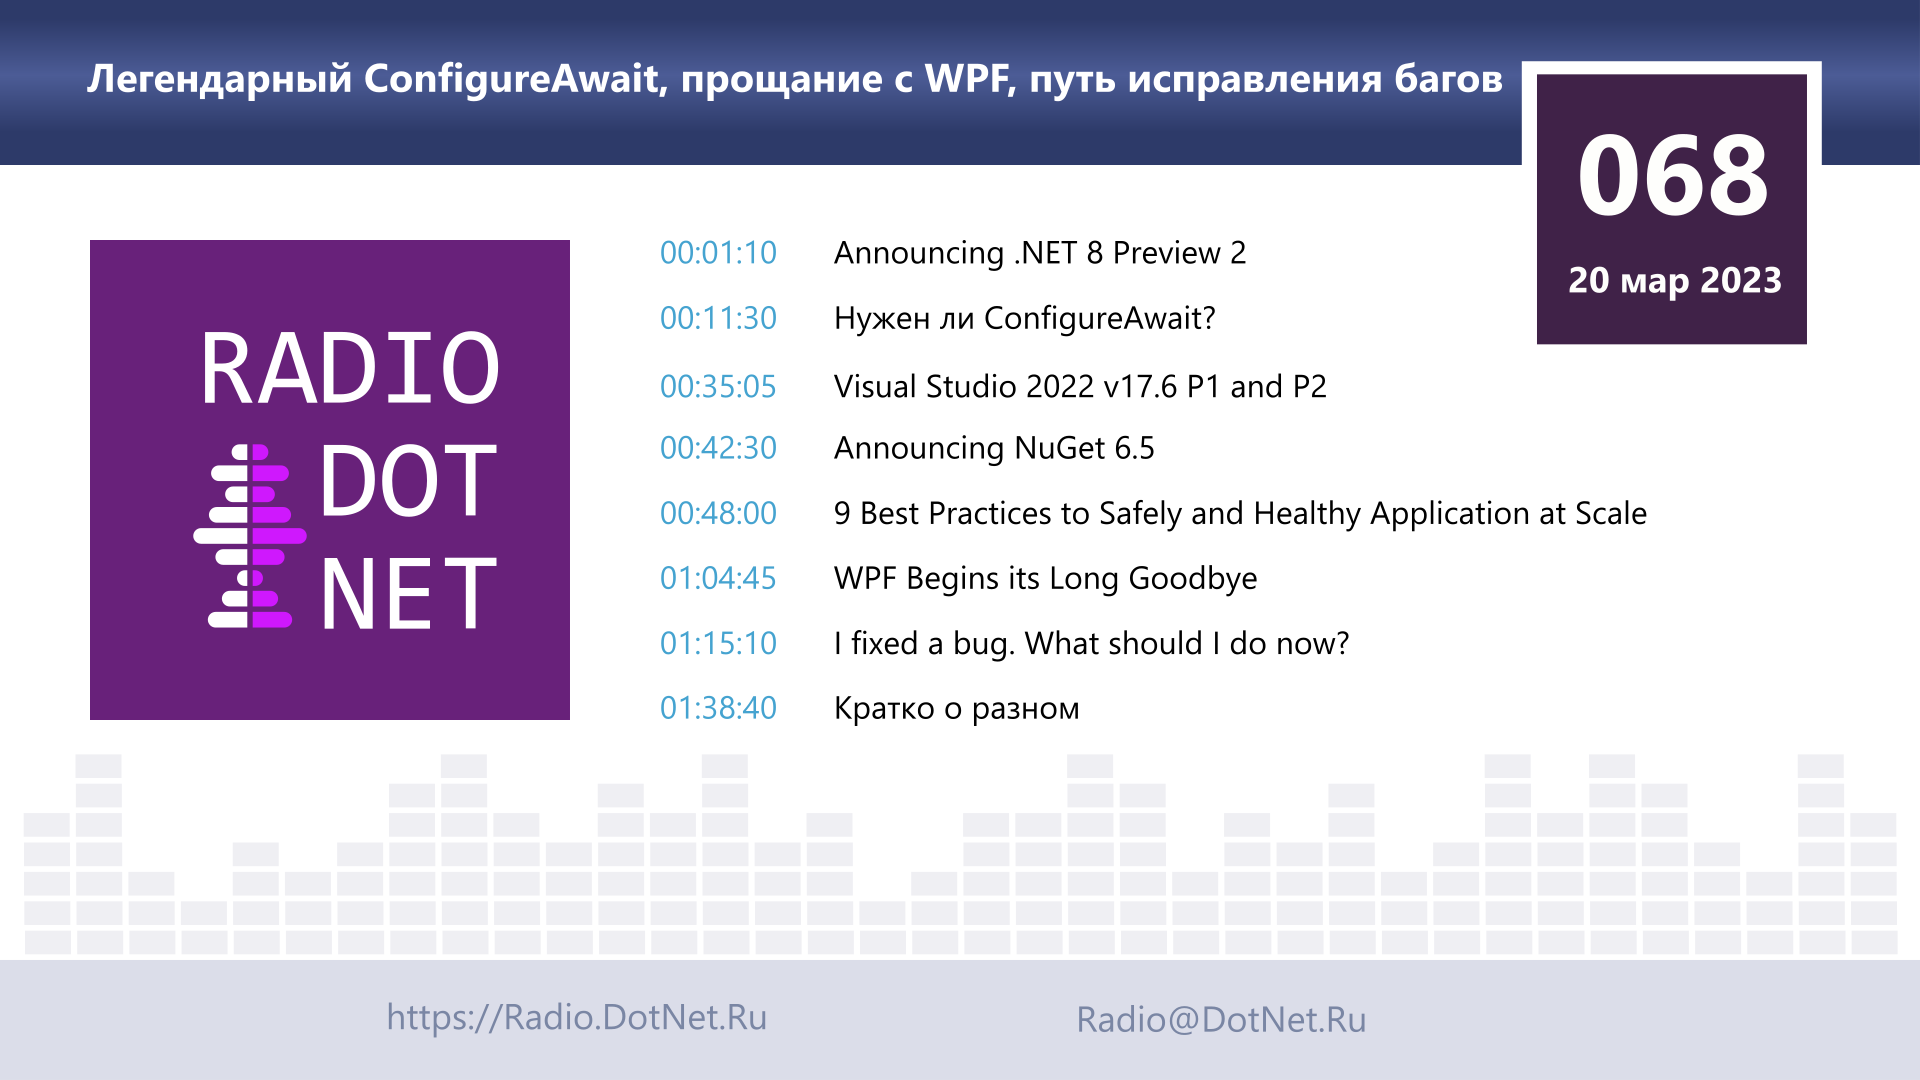 Легендарный ConfigureAwait, прощание с WPF, путь исправления багов
068
20 мар 2023
RADIO
DOT
NET
00:01:10 Announcing .NET 8 Preview 2
00:11:30 Нужен ли ConfigureAwait?
00:35:05 Visual Studio 2022 v17.6 P1 and P2
00:42:30 Announcing NuGet 6.5
00:48:00 9 Best Practices to Safely and Healthy Application at Scale
01:04:45 WPF Begins its Long Goodbye
01:15:10 I fixed a bug. What should I do now?
01:38:40 Кратко о разном
https://Radio.DotNet.Ru
Radio@DotNet.Ru